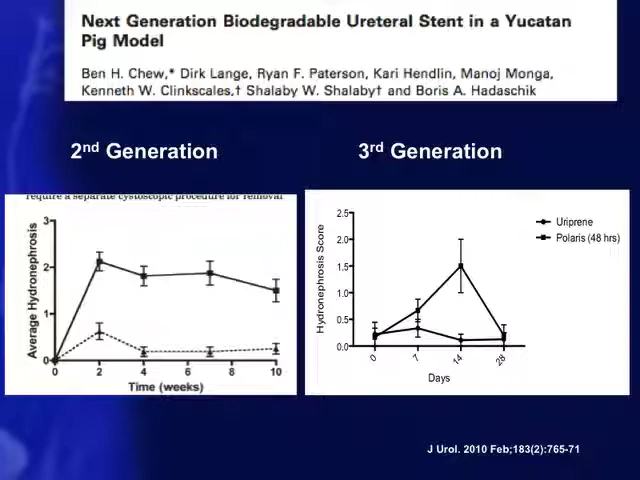 Next Generation Biodegradable Ureteral Stent in a Yucatan
Pig Model
Ben H. Chew,* Dirk Lange, Ryan F. Paterson, Kari Hendlin, Manoj Monga,
Kenneth W. Clinkscales,† Shalaby W. Shalaby† and Boris A. Hadaschik
2nd Generation
3rd Generation
require a separate cystoscopic procedure for removal
Average Hydronephrosis
3
2
1
0
0 2 4 6 8 10
Time (weeks)
Hydronephrosis Score
2.5
2.0
1.5
1.0
0.5
0.0
0 7 14 28
Days
Uriprene
Polaris (48 hrs)
J Urol. 2010 Feb;183(2):765-71